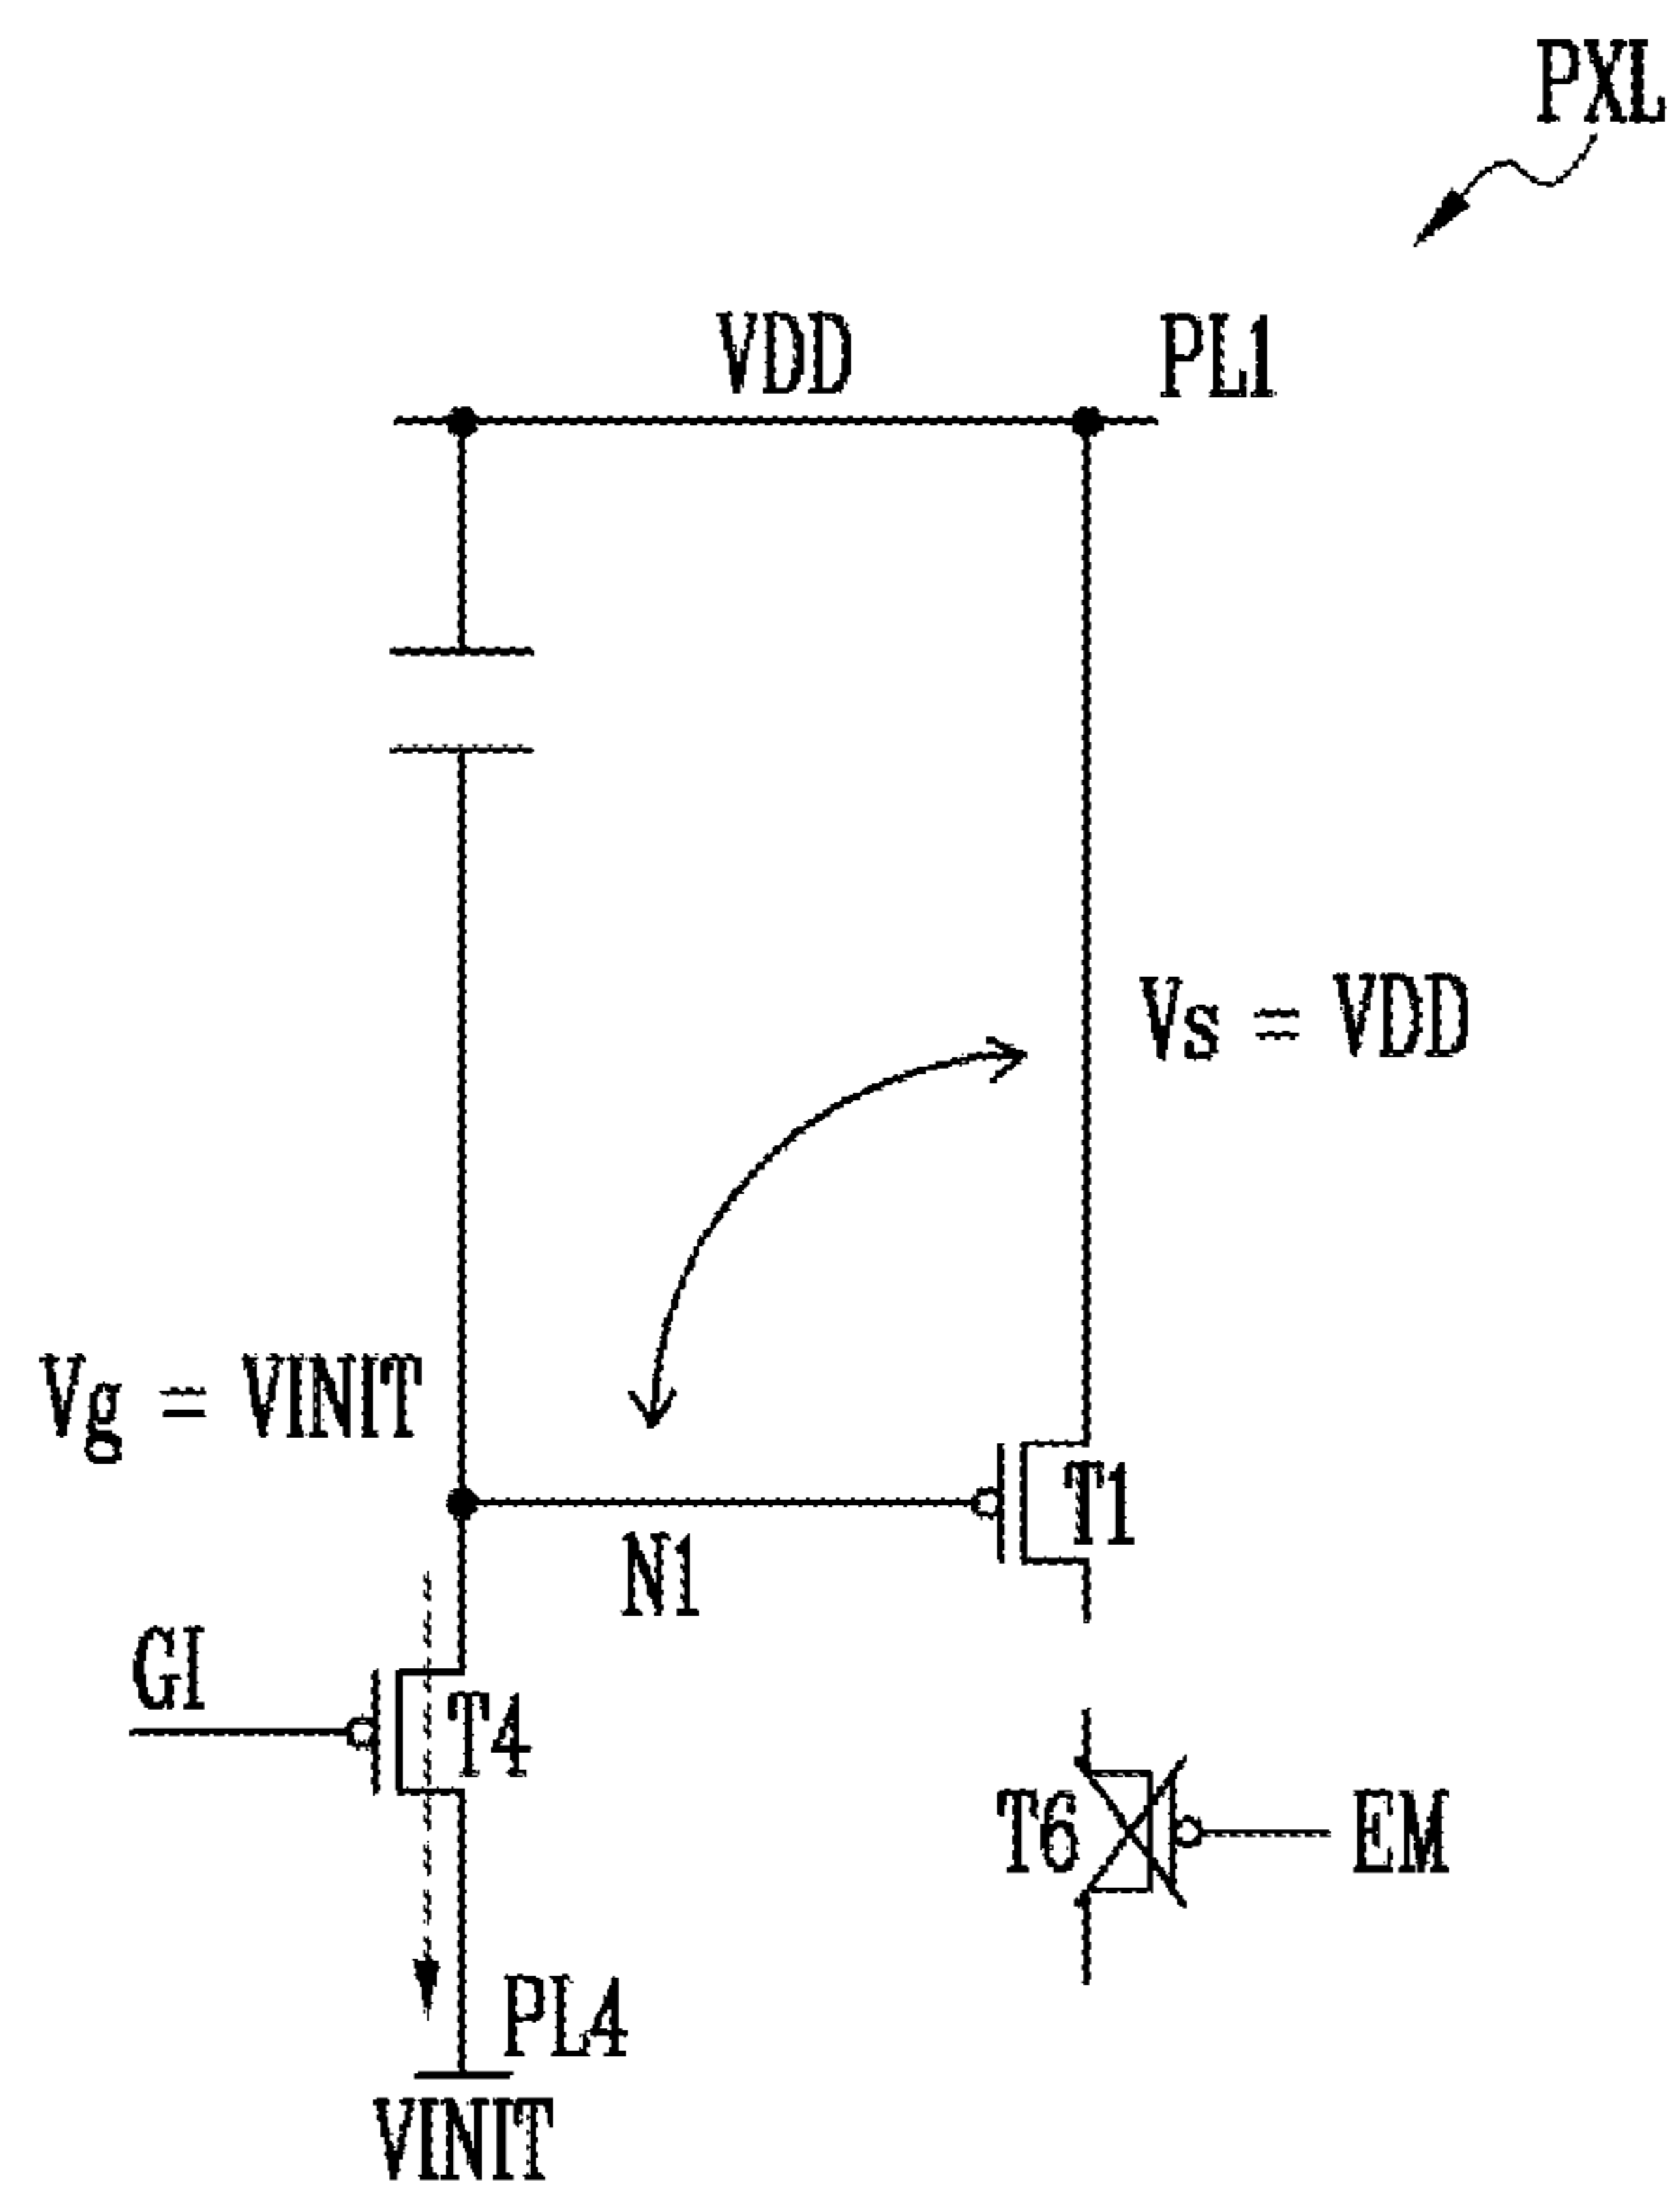 PXL
VDD
PL1
Vs = VDD
Vg = VINIT
T1
N1
GI
T4
T6
EM
PL4
VINIT